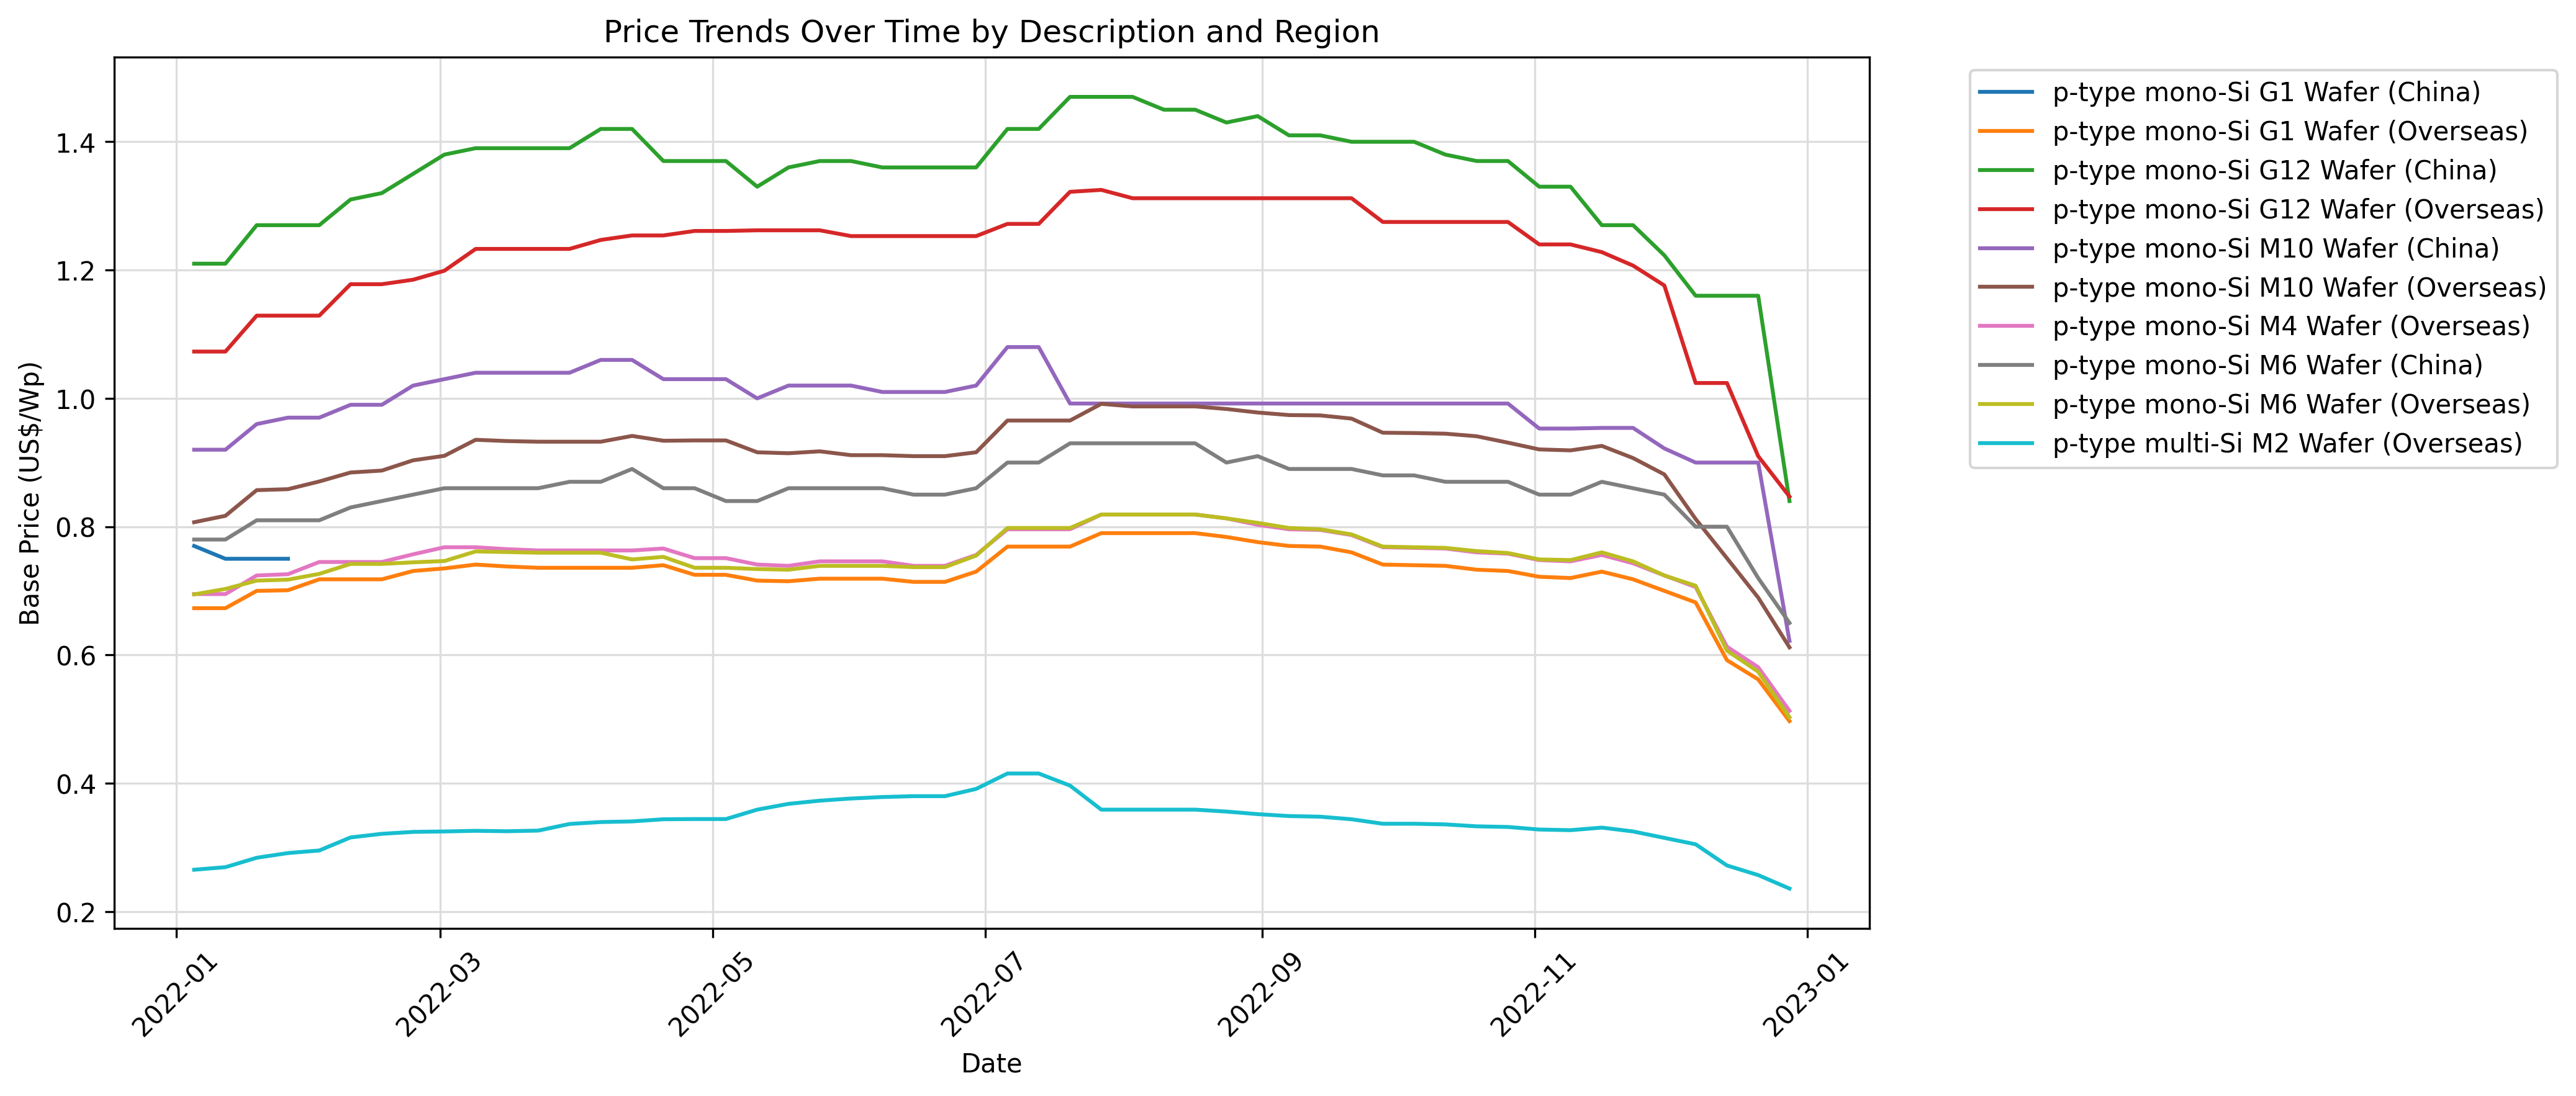 Price Trends Over Time by Description and Region
Base Price (US$/Wp)
1.4
1.2
1.0
0.8
0.6
0.4
0.2
2022-01
2022-03
2022-05
2022-07
2022-09
2022-11
2023-01
Date
p-type mono-Si G1 Wafer (China)
p-type mono-Si G1 Wafer (Overseas)
p-type mono-Si G12 Wafer (China)
p-type mono-Si G12 Wafer (Overseas)
p-type mono-Si M10 Wafer (China)
p-type mono-Si M10 Wafer (Overseas)
p-type mono-Si M4 Wafer (Overseas)
p-type mono-Si M6 Wafer (China)
p-type mono-Si M6 Wafer (Overseas)
p-type multi-Si M2 Wafer (Overseas)